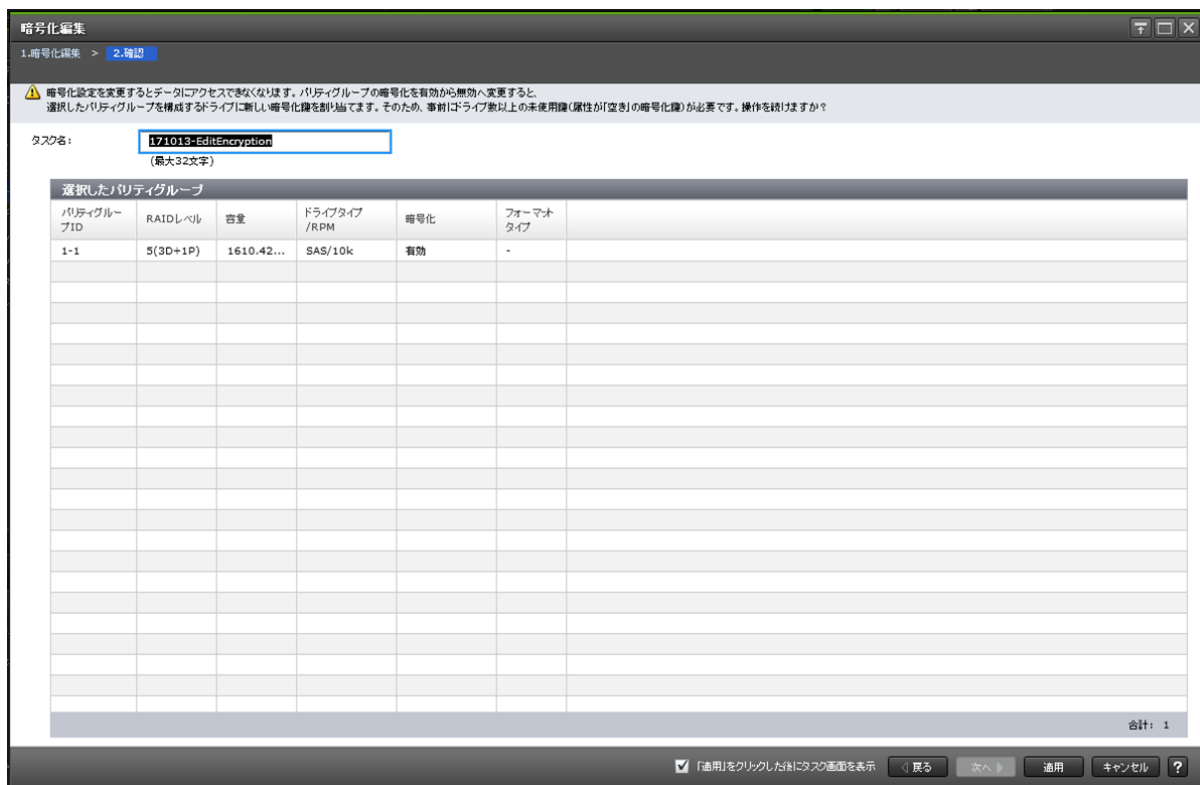 暗号化編集
1.暗号化編集 > 2.確認
暗号化設定を変更するとデータにアクセスできなくなります。パリティグループの暗号化を有効から無効へ変更すると、
選択したパリティグループを構成するドライブに新しい暗号化鍵を割り当てます。そのため、事前にドライブ数以上の未使用鍵(属性が「空き」の暗号化鍵)が必要です。操作を続けますか?
タスク名: 171013-EditEncryption
(最大32文字)
選択したパリティグループ
パリティグループID RAIDレベル 容量 ドライブタイプ/RPM 暗号化 フォーマットタイプ
1-1 5(3D+1P) 1610.42... SAS/10k 有効 -
合計: 1
「適用」をクリックした後にタスク画面を表示 戻る 次へ 適用 キャンセル ?